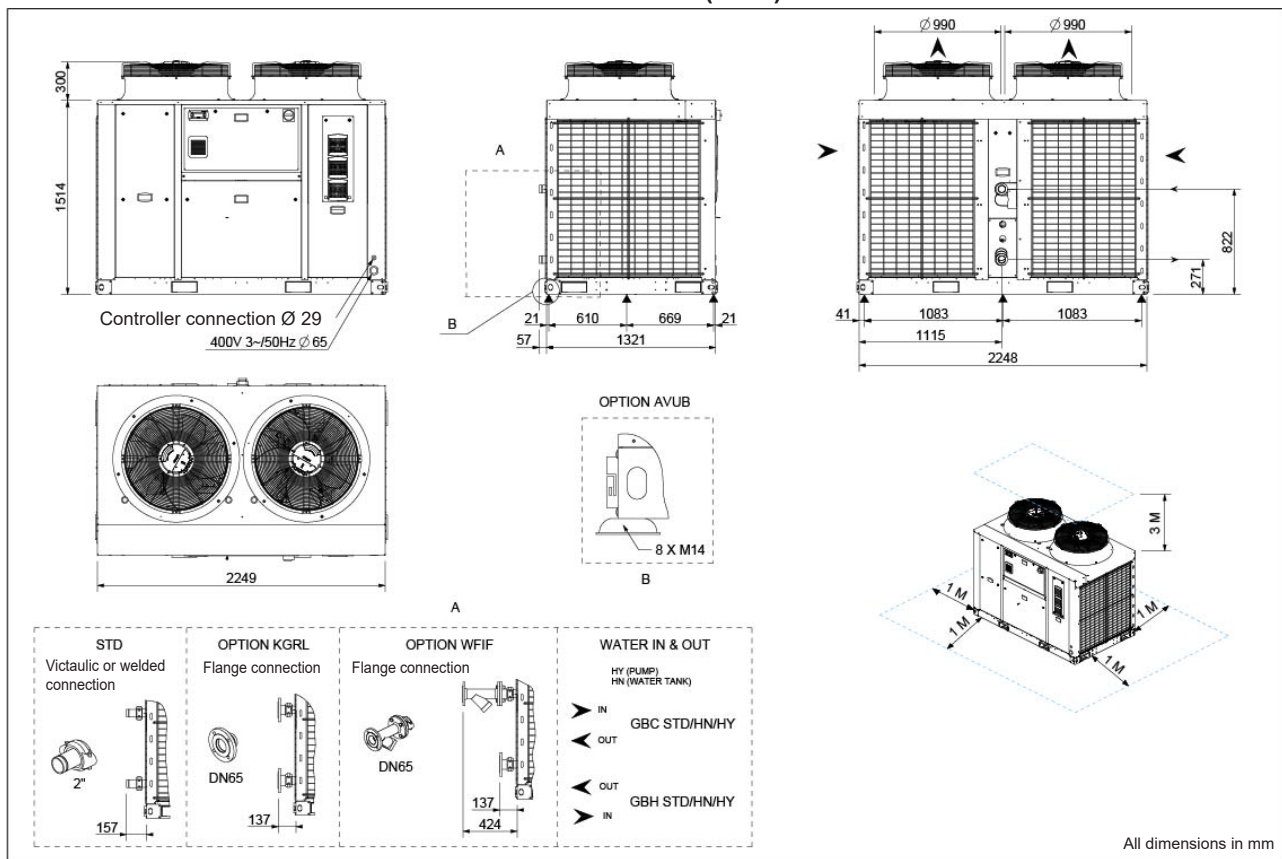 Ø 990
Ø 990
300
1514
A
B
822
271
Controller connection Ø 29
400V 3~/50Hz Ø 65
21
610
669
21
57
1321
41
1083
1083
1115
2248
OPTION AVUB
8 X M14
B
2249
3 M
1 M
1 M
1 M
1 M
A
STD
Victaulic or welded
connection
2"
157
OPTION KGRL
Flange connection
DN65
137
OPTION WFIF
Flange connection
DN65
137
424
WATER IN & OUT
HY (PUMP)
HN (WATER TANK)
IN
GBC STD/HN/HY
OUT
OUT
GBH STD/HN/HY
IN
All dimensions in mm